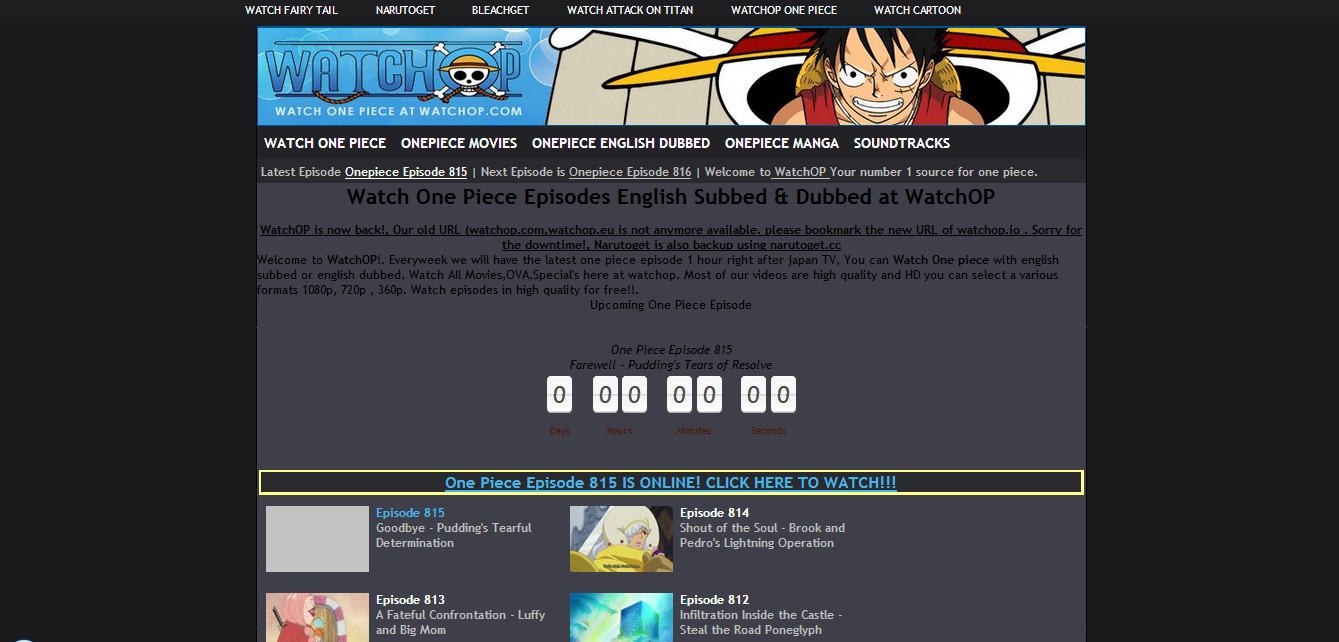 WATCH FAIRY TAIL NARUTOGET BLEACHGET WATCH ATTACK ON TITAN WATCHOP ONE PIECE WATCH CARTOON
WATCHOP
WATCH ONE PIECE AT WATCHOP.COM
WATCH ONE PIECE ONEPIECE MOVIES ONEPIECE ENGLISH DUBBED ONEPIECE MANGA SOUNDTRACKS
Latest Episode Onepiece Episode 815 | Next Episode is Onepiece Episode 816 | Welcome to WatchOP Your number 1 source for one piece.
Watch One Piece Episodes English Subbed & Dubbed at WatchOP
WatchOP is now back!, Our old URL (watchop.com,watchop.eu is not anymore available. please bookmark the new URL of watchop.io . Sorry for
the downtime!, Narutoget is also backup using narutoget.cc
Welcome to WatchOP!. Everyweek we will have the latest one piece episode 1 hour right after japan TV, You can Watch One piece with english
subbed or english dubbed, Watch All Movies,OVA,Special's here at watchop. Most of our videos are high quality and HD you can select a various
formats 1080p, 720p , 360p. Watch episodes in high quality for free!!.
Upcoming One Piece Episode
One Piece Episode 815
Farewell - Pudding's Tears of Resolve
0 0 0 0 0 0 0
Days Hours Minutes Seconds
One Piece Episode 815 IS ONLINE! CLICK HERE TO WATCH!!!
Episode 815
Goodbye - Pudding's Tearful
Determination
Episode 814
Shout of the Soul - Brook and
Pedro's Lightning Operation
Episode 813
A Fateful Confrontation - Luffy
and Big Mom
Episode 812
Infiltration Inside the Castle -
Steal the Road Poneglyph